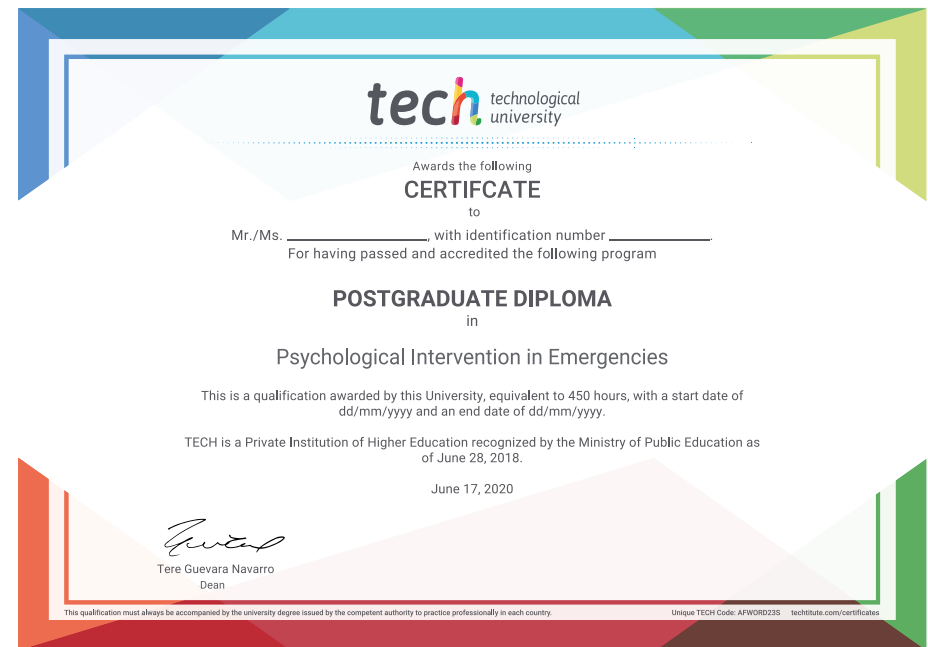 tech technological
university
Awards the following
CERTIFCATE
to
Mr./Ms. ____________________, with identification number ______________.
For having passed and accredited the following program
POSTGRADUATE DIPLOMA
in
Psychological Intervention in Emergencies
This is a qualification awarded by this University, equivalent to 450 hours, with a start date of
dd/mm/yyyy and an end date of dd/mm/yyyy.
TECH is a Private Institution of Higher Education recognized by the Ministry of Public Education as
of June 28, 2018.
June 17, 2020
Tere Guevara Navarro
Dean
This qualification must always be accompanied by the university degree issued by the competent authority to practice professionally in each country. Unique TECH Code: AFWORD23S techtitute.com/certificates